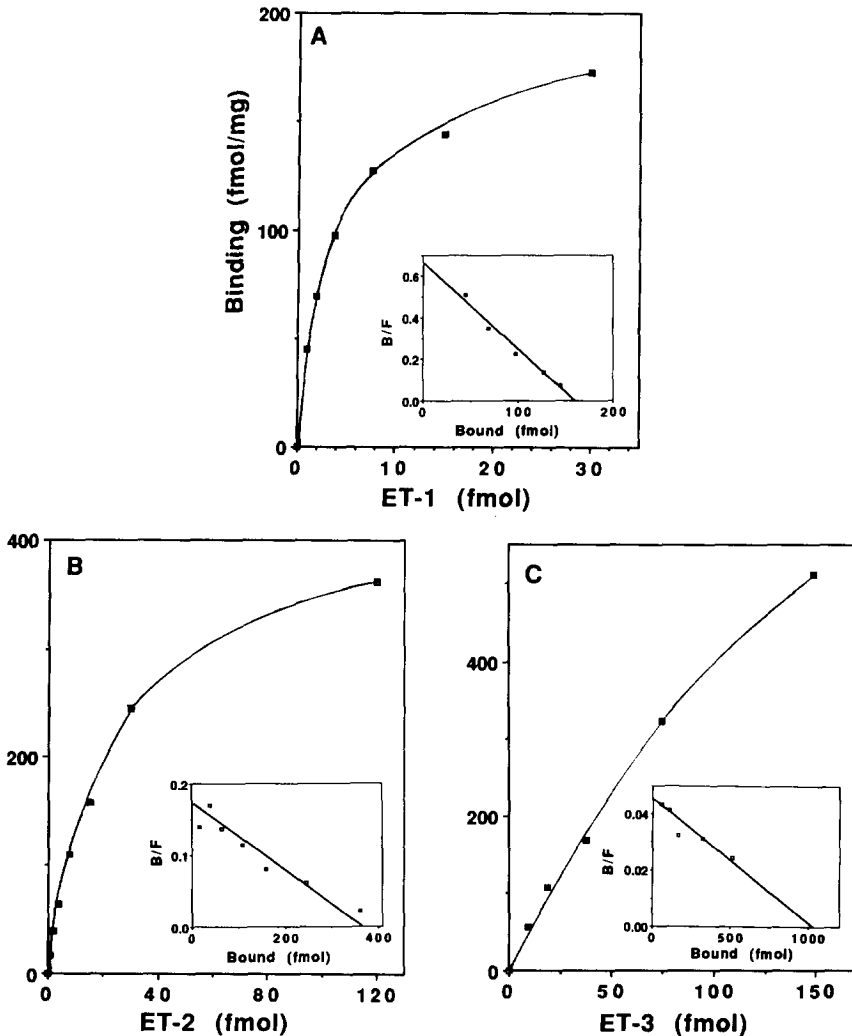 A
200
100
0
Binding (fmol/mg)
0 10 20 30
ET-1 (fmol)
0.6
0.4
0.2
0.0
B/F
0 100 200
Bound (fmol)
B
400
200
0
0 40 80 120
ET-2 (fmol)
0.2
0.1
0.0
B/F
0 200 400
Bound (fmol)
C
400
200
0
0 50 100 150
ET-3 (fmol)
0.04
0.02
0.00
B/F
0 500 1000
Bound (fmol)